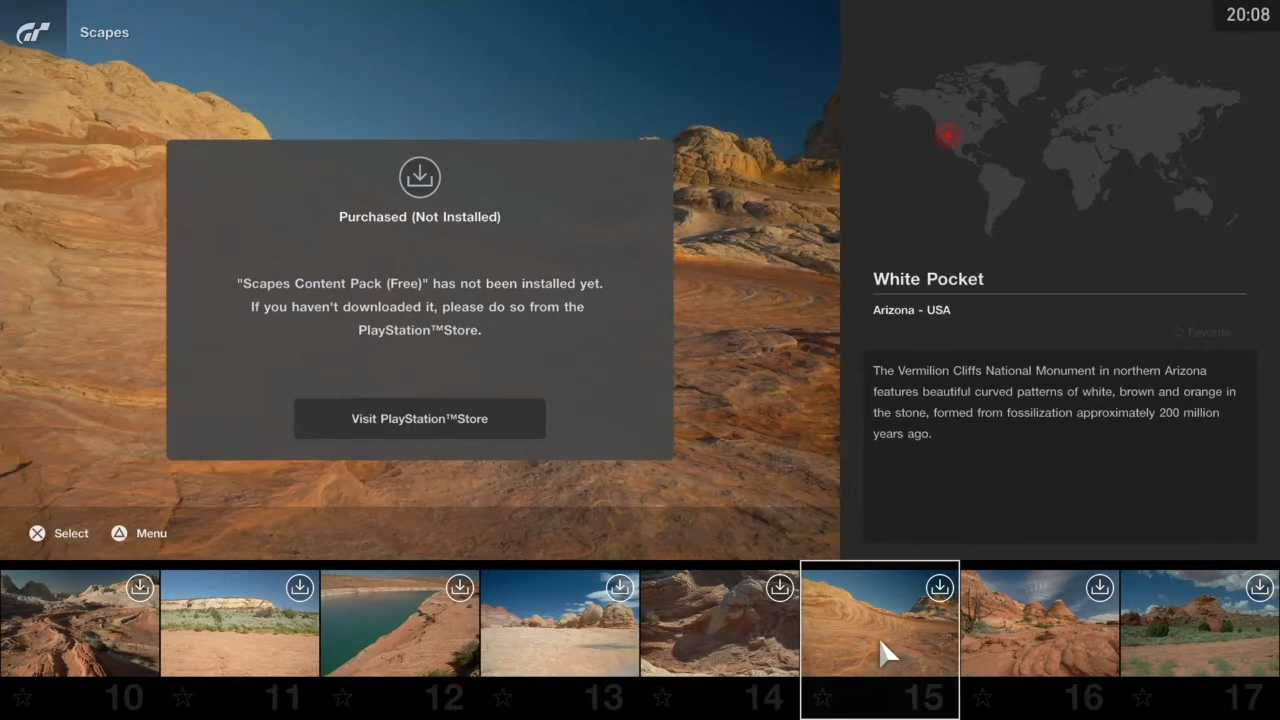 Scapes
20:08
Purchased (Not Installed)
"Scapes Content Pack (Free)" has not been installed yet.
If you haven't downloaded it, please do so from the
PlayStation™Store.
Visit PlayStation™Store
Select
Menu
White Pocket
Arizona - USA
Favorite
The Vermilion Cliffs National Monument in northern Arizona
features beautiful curved patterns of white, brown and orange in
the stone, formed from fossilization approximately 200 million
years ago.
10
11
12
13
14
15
16
17